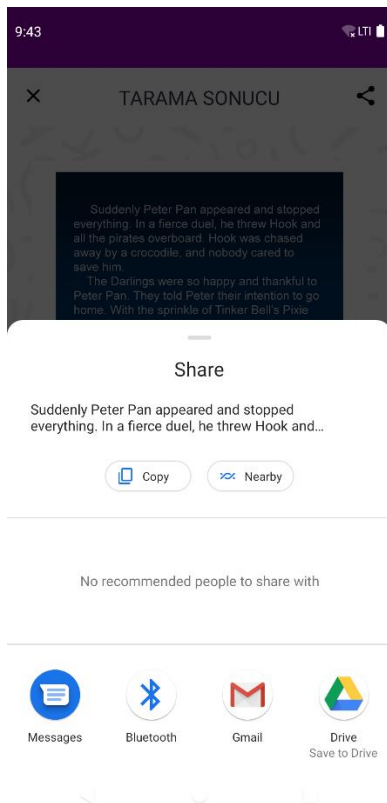 9:43
LTI
TARAMA SONUCU
Suddenly Peter Pan appeared and stopped
everything. In a fierce duel, he threw Hook and
all the pirates overboard. Hook was chased
away by a crocodile, and nobody cared to
save him.
The Darlings were so happy and thankful to
Peter Pan. They told Peter their intention to go
home. With the sprinkle of Tinker Bell's Pixie
Share
Suddenly Peter Pan appeared and stopped
everything. In a fierce duel, he threw Hook and...
Copy
Nearby
No recommended people to share with
Messages
Bluetooth
Gmail
Drive
Save to Drive